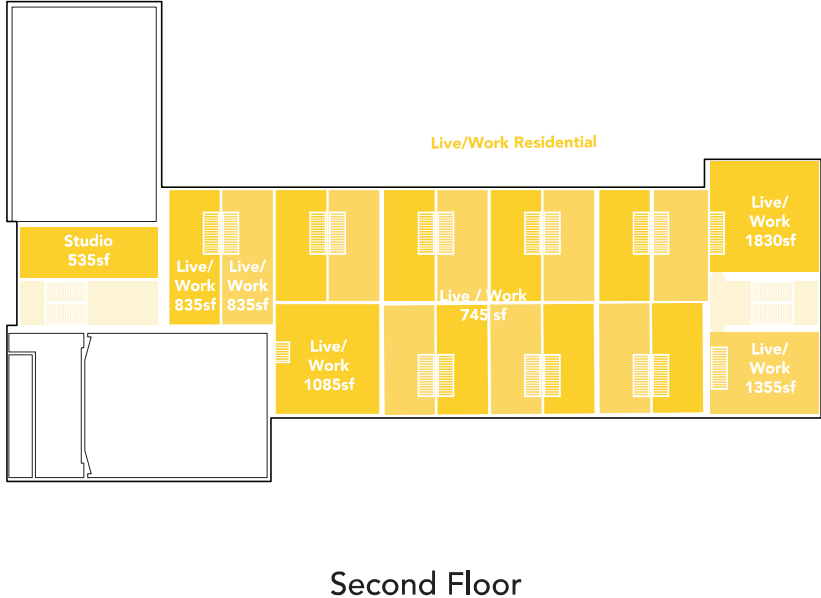 Live/Work Residential
Studio
535sf
Live/
Work
835sf
Live/
Work
835sf
Live / Work
745 sf
Live/
Work
1830sf
Live/
Work
1085sf
Live/
Work
1355sf
Second Floor